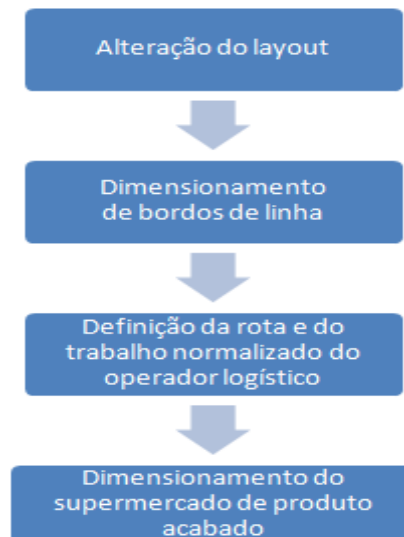 Alteração do layout
Dimensionamento
de bordos de linha
Definição da rota e do
trabalho normalizado do
operador logístico
Dimensionamento do
supermercado de produto
acabado